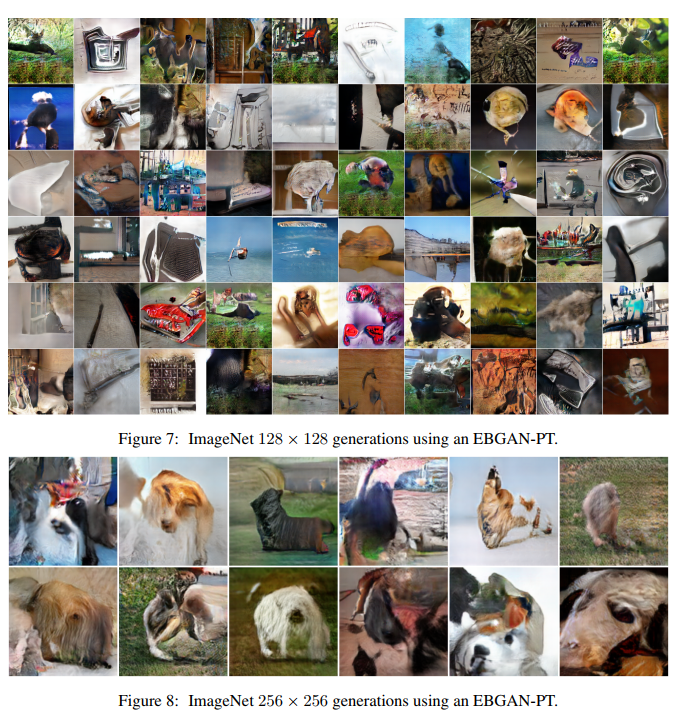 Figure 7: ImageNet 128 × 128 generations using an EBGAN-PT.
Figure 8: ImageNet 256 × 256 generations using an EBGAN-PT.